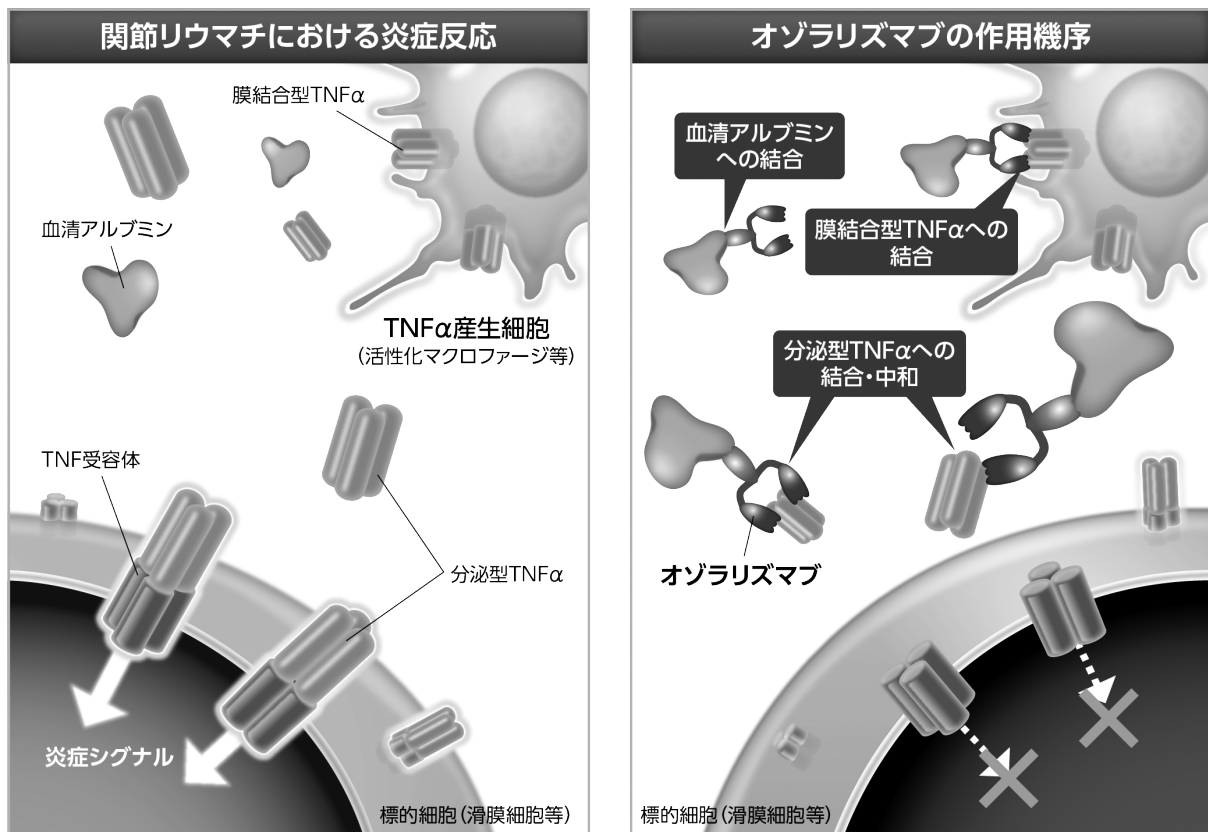 関節リウマチにおける炎症反応
膜結合型TNFα
血清アルブミン
TNFα産生細胞
(活性化マクロファージ等)
TNF受容体
分泌型TNFα
炎症シグナル
標的細胞(滑膜細胞等)
オゾラリズマブの作用機序
血清アルブミン
への結合
膜結合型TNFαへの
結合
分泌型TNFαへの
結合・中和
オゾラリズマブ
標的細胞(滑膜細胞等)